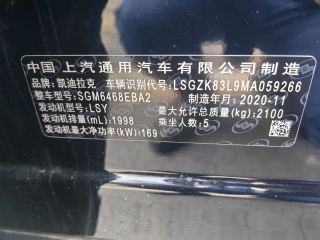 中国 上汽通用汽车有限公司制造
品牌:凯迪拉克 车辆识别代号:LSGZK83L9MA059266
整车型号:SGM6468EBA2 制造年月:2020-11
发动机型号:LSY 最大允许总质量(kg):2100
发动机排量(mL):1998 乘坐人数:5
发动机最大净功率(kW):169